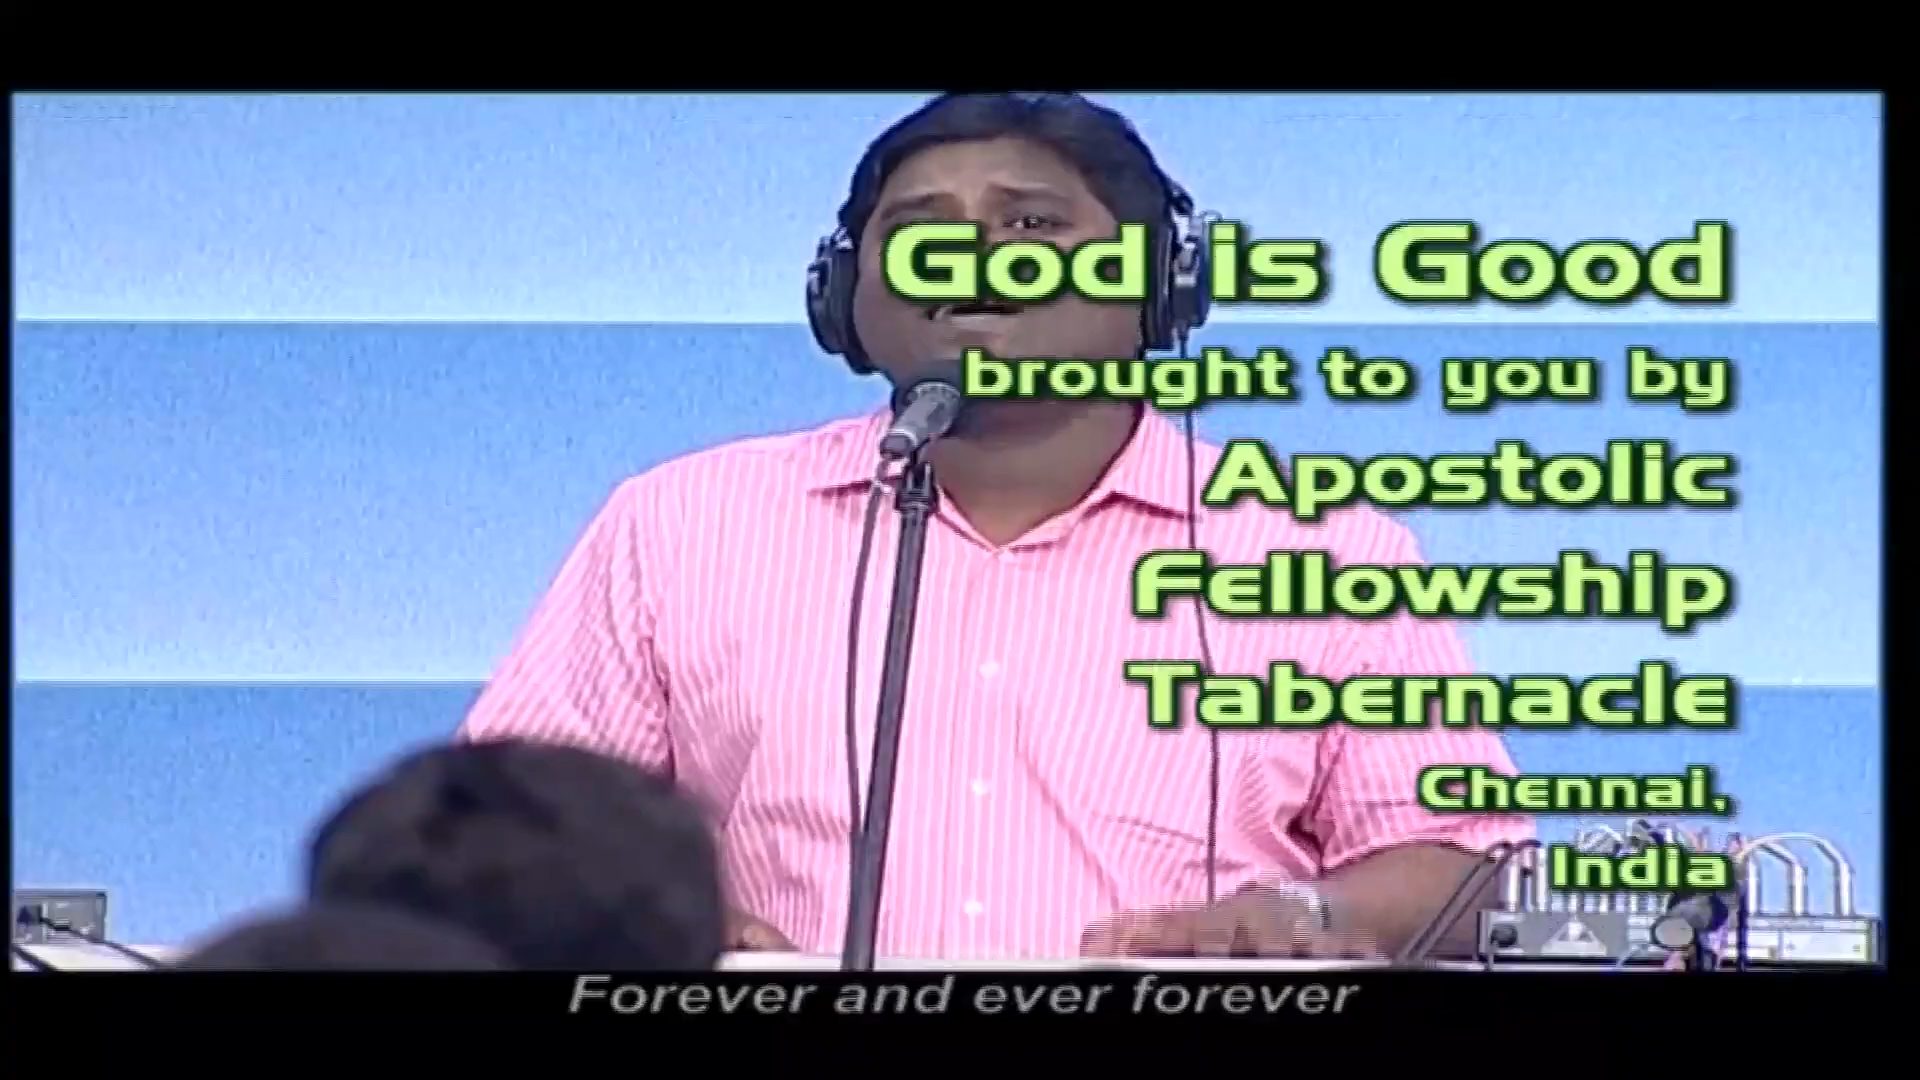 God is Good
brought to you by
Apostolic
Fellowship
Tabernacle
Chennai,
India
Forever and ever forever